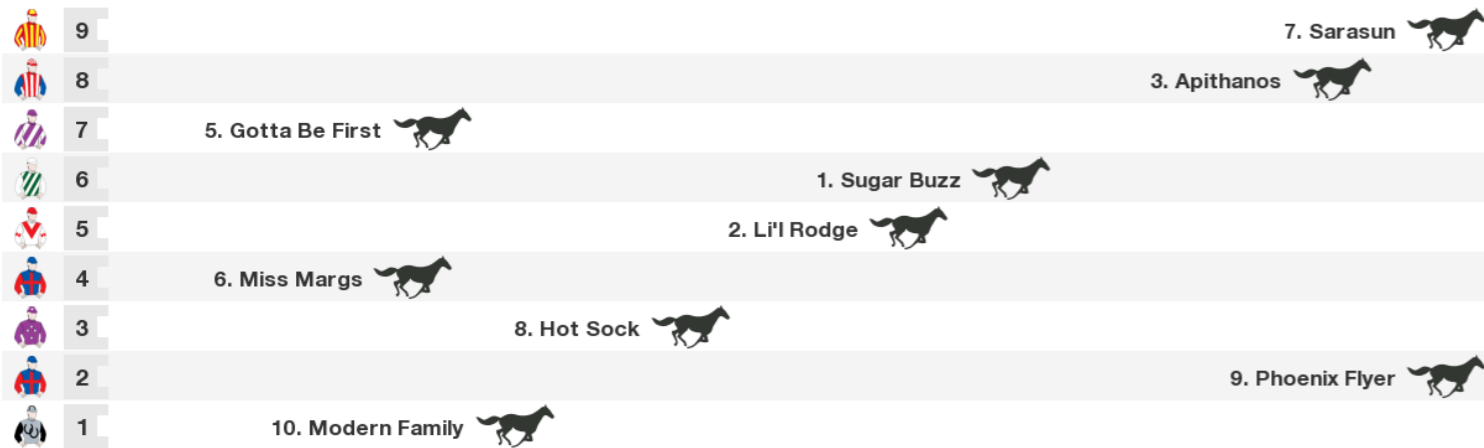 9 7. Sarasun
8 3. Apithanos
7 5. Gotta Be First
6 1. Sugar Buzz
5 2. Li'l Rodge
4 6. Miss Margs
3 8. Hot Sock
2 9. Phoenix Flyer
1 10. Modern Family